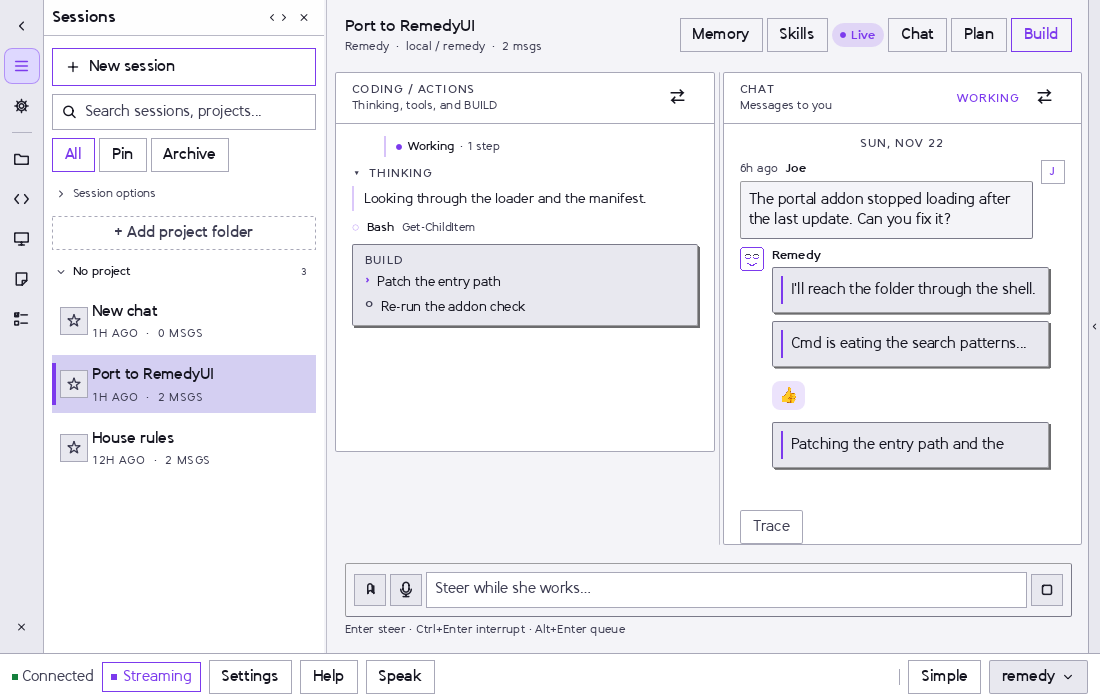 Sessions
New session
Search sessions, projects...
All
Pin
Archive
Session options
+ Add project folder
No project
3
New chat
1H AGO · 0 MSGS
Port to RemedyUI
1H AGO · 2 MSGS
House rules
12H AGO · 2 MSGS
Port to RemedyUI
Remedy · local / remedy · 2 msgs
Memory
Skills
Live
Chat
Plan
Build
CODING / ACTIONS
Thinking, tools, and BUILD
Working · 1 step
THINKING
Looking through the loader and the manifest.
Bash Get-ChildItem
BUILD
Patch the entry path
Re-run the addon check
CHAT
Messages to you
WORKING
SUN, NOV 22
6h ago Joe
J
The portal addon stopped loading after
the last update. Can you fix it?
Remedy
I'll reach the folder through the shell.
Cmd is eating the search patterns...
👍
Patching the entry path and the
Trace
Steer while she works...
Enter steer · Ctrl+Enter interrupt · Alt+Enter queue
Connected
Streaming
Settings
Help
Speak
Simple
remedy